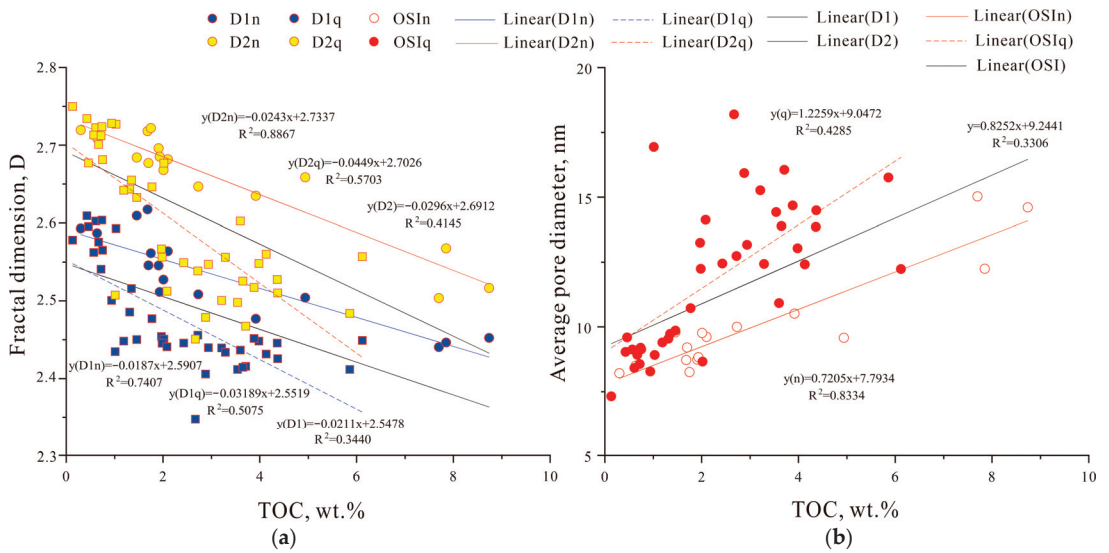 D1n D1q OSIn Linear(D1n) Linear(D1q) Linear(D1) Linear(OSIn)
D2n D2q OSIq Linear(D2n) Linear(D2q) Linear(D2) Linear(OSIq)
Linear(OSI)
2.8
2.7
2.6
2.5
2.4
2.3
Fractal dimension, D
y(D2n)=−0.0243x+2.7337
R²=0.8867
y(D2q)=−0.0449x+2.7026
R²=0.5703
y(D2)=−0.0296x+2.6912
R²=0.4145
y(D1n)=−0.0187x+2.5907
R²=0.7407
y(D1q)=−0.03189x+2.5519
R²=0.5075
y(D1)=−0.0211x+2.5478
R²=0.3440
0 2 4 6 8 10
TOC, wt.%
(a)
20
15
10
5
Average pore diameter, nm
y(q)=1.2259x+9.0472
R²=0.4285
y=0.8252x+9.2441
R²=0.3306
y(n)=0.7205x+7.7934
R²=0.8334
0 2 4 6 8 10
TOC, wt.%
(b)